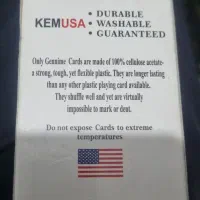 • DURABLE
KEMUSA • WASHABLE
• GUARANTEED
Only Genuine Cards are made of 100% cellulose acetate-
a strong, tough, yet flexible plastic. They are longer lasting
than any other plastic playing card available.
They shuffle well and yet are virtually
impossible to mark or dent.
Do not expose Cards to extreme
temperatures